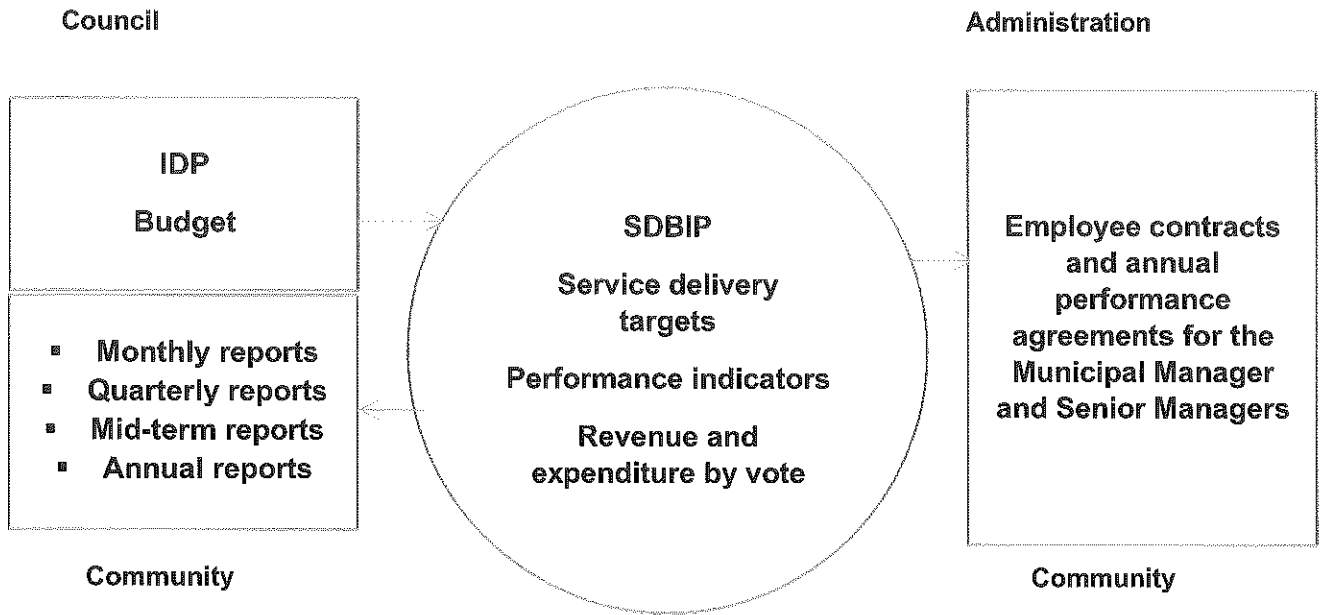 Council
Administration
IDP
Budget
▪ Monthly reports
▪ Quarterly reports
▪ Mid-term reports
▪ Annual reports
Community
SDBIP
Service delivery
targets
Performance indicators
Revenue and
expenditure by vote
Employee contracts
and annual
performance
agreements for the
Municipal Manager
and Senior Managers
Community